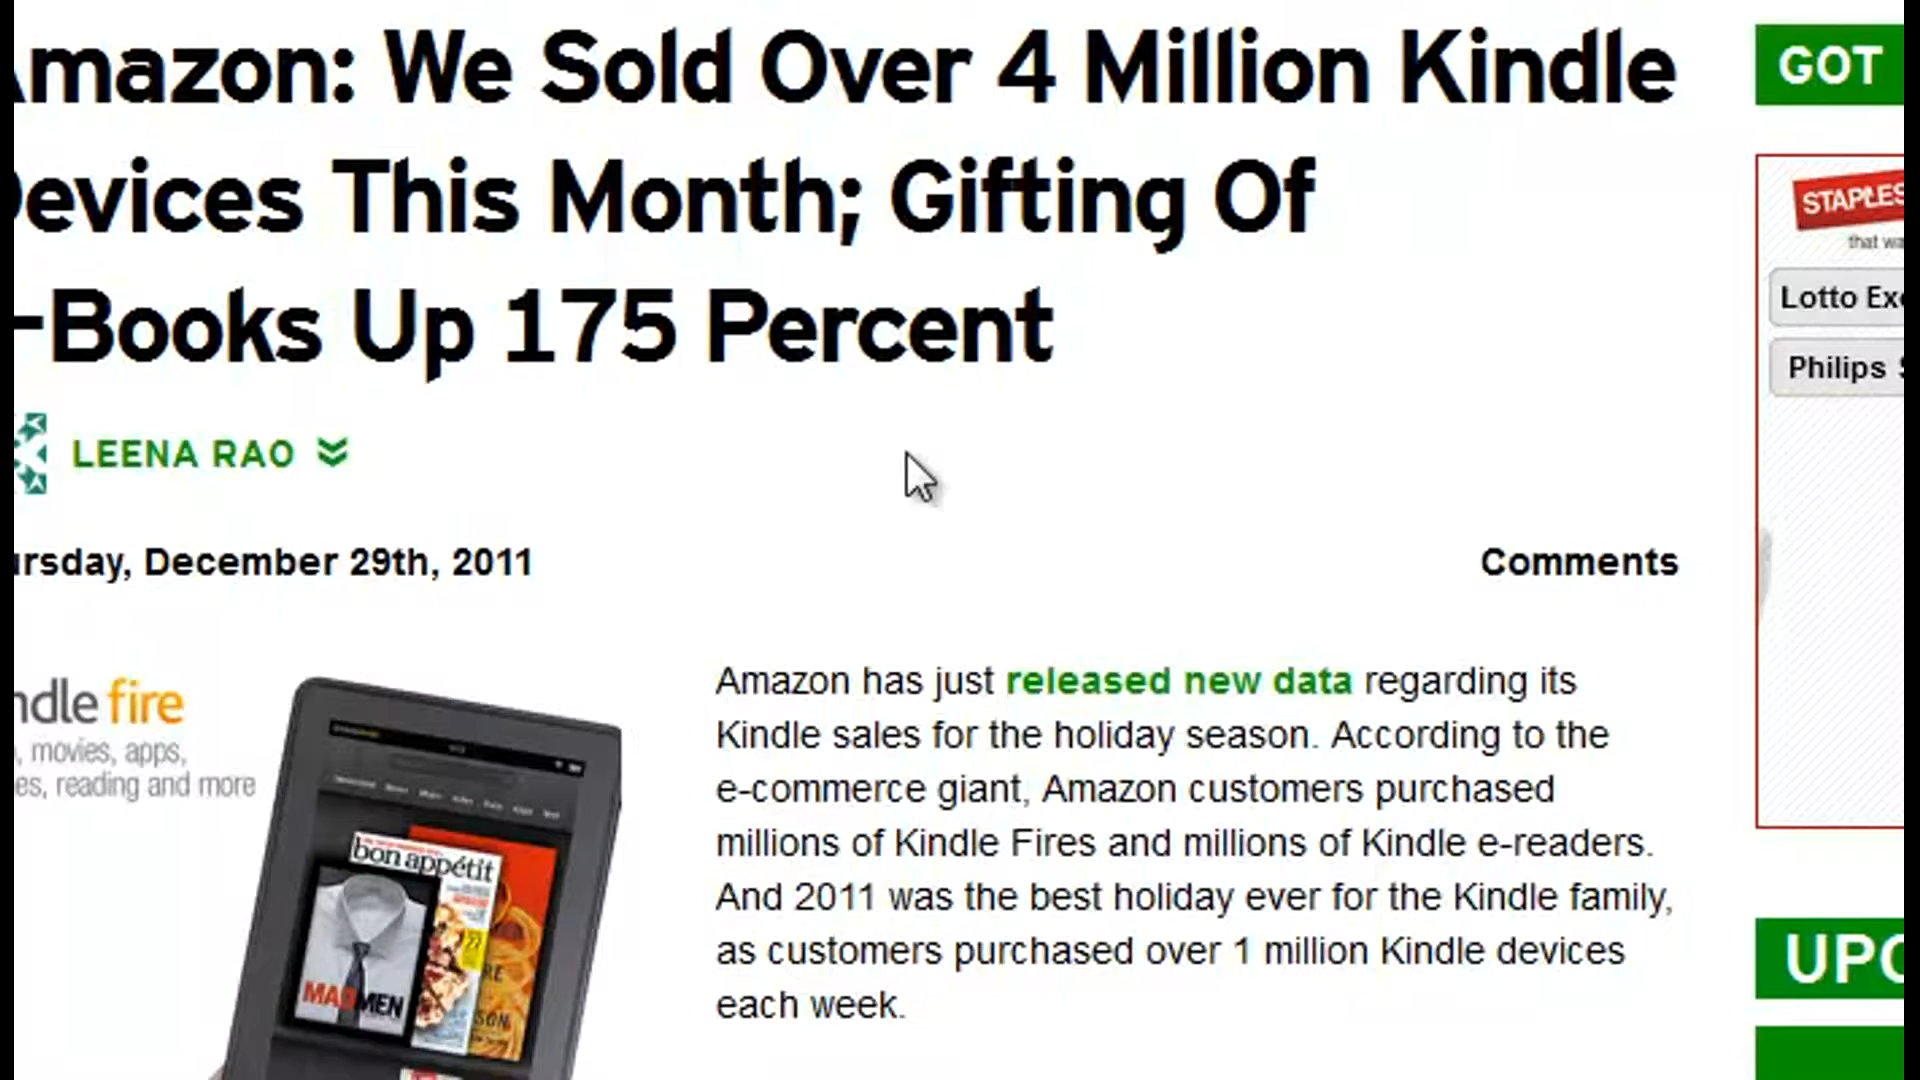 Amazon: We Sold Over 4 Million Kindle
Devices This Month; Gifting Of
-Books Up 175 Percent
GOT
STAPLES
that wa
Lotto Ex
Philips
LEENA RAO
ursday, December 29th, 2011
Comments
ndle fire
, movies, apps,
es, reading and more
bon appétit
MAD MEN
Amazon has just released new data regarding its
Kindle sales for the holiday season. According to the
e-commerce giant, Amazon customers purchased
millions of Kindle Fires and millions of Kindle e-readers.
And 2011 was the best holiday ever for the Kindle family,
as customers purchased over 1 million Kindle devices
each week.
UPC